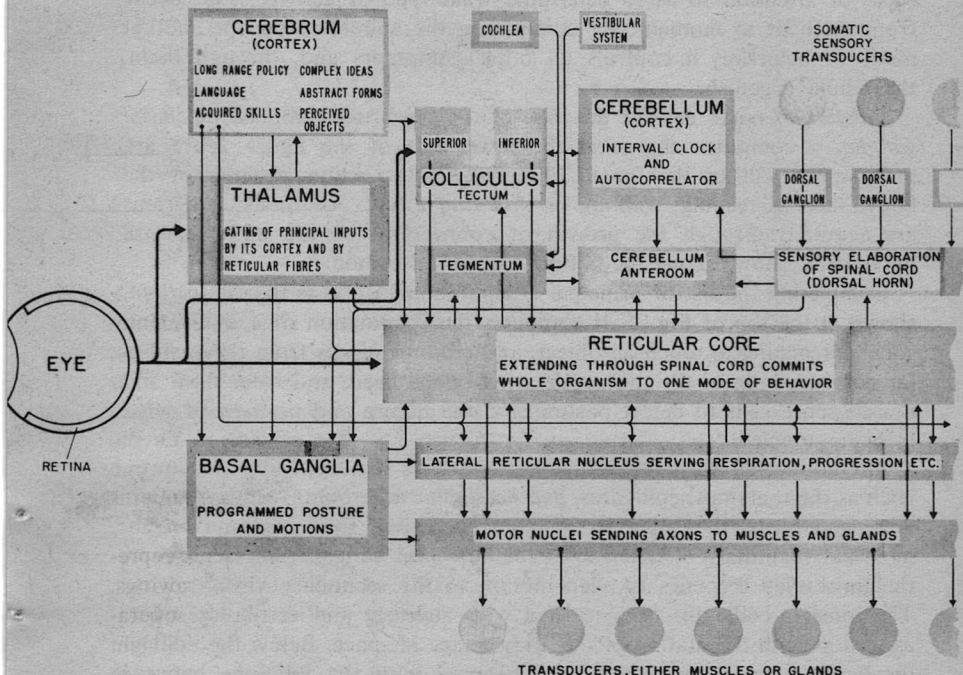 CEREBRUM
(CORTEX)
LONG RANGE POLICY COMPLEX IDEAS
LANGUAGE ABSTRACT FORMS
ACQUIRED SKILLS PERCEIVED
OBJECTS
COCHLEA
VESTIBULAR
SYSTEM
SOMATIC
SENSORY
TRANSDUCERS
SUPERIOR INFERIOR
COLLICULUS
TECTUM
CEREBELLUM
(CORTEX)
INTERVAL CLOCK
AND
AUTOCORRELATOR
DORSAL
GANGLION
DORSAL
GANGLION
THALAMUS
GATING OF PRINCIPAL INPUTS
BY ITS CORTEX AND BY
RETICULAR FIBRES
TEGMENTUM
CEREBELLUM
ANTEROOM
SENSORY ELABORATION
OF SPINAL CORD
(DORSAL HORN)
EYE
RETINA
RETICULAR CORE
EXTENDING THROUGH SPINAL CORD COMMITS
WHOLE ORGANISM TO ONE MODE OF BEHAVIOR
BASAL GANGLIA
PROGRAMMED POSTURE
AND MOTIONS
LATERAL RETICULAR NUCLEUS SERVING RESPIRATION, PROGRESSION ETC.
MOTOR NUCLEI SENDING AXONS TO MUSCLES AND GLANDS
TRANSDUCERS, EITHER MUSCLES OR GLANDS